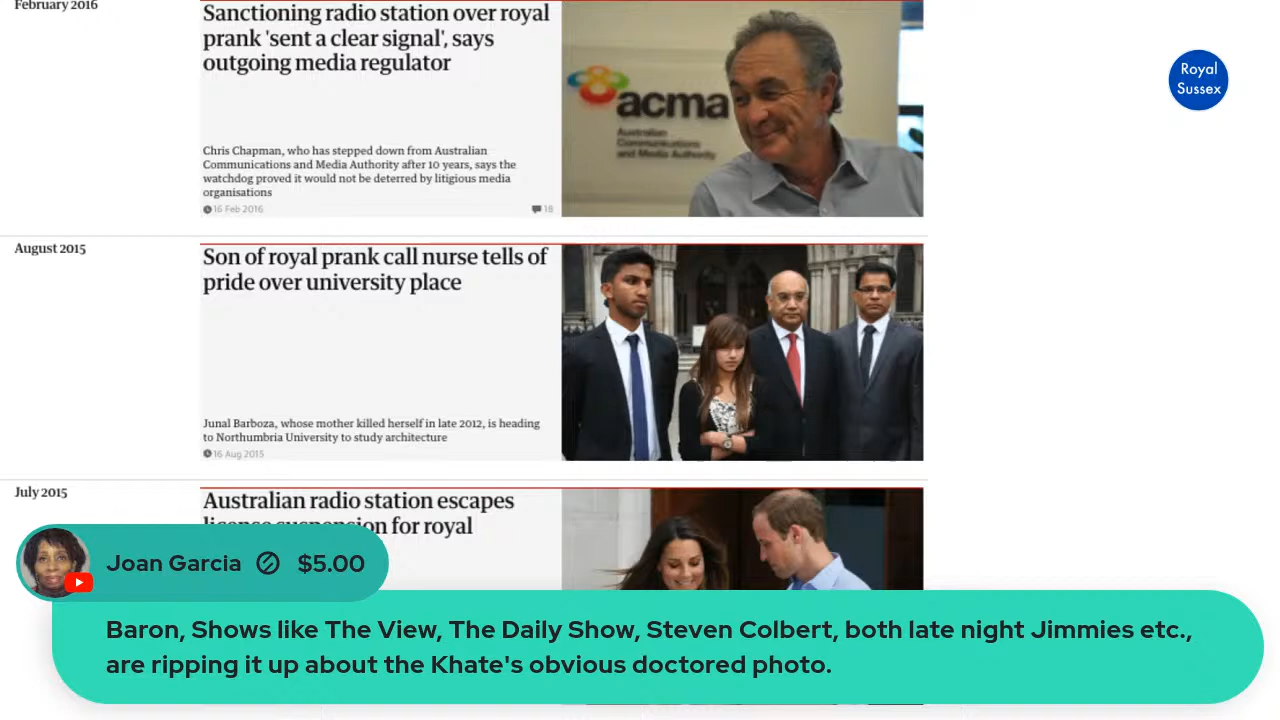 February 2016
Sanctioning radio station over royal
prank 'sent a clear signal', says
outgoing media regulator
Chris Chapman, who has stepped down from Australian
Communications and Media Authority after 10 years, says the
watchdog proved it would not be deterred by litigious media
organisations
16 Feb 2016
18
acma
Australian
Communications
and Media Authority
Royal
Sussex
August 2015
Son of royal prank call nurse tells of
pride over university place
Junal Barboza, whose mother killed herself in late 2012, is heading
to Northumbria University to study architecture
16 Aug 2015
July 2015
Australian radio station escapes
license suspension for royal
Joan Garcia $5.00
Baron, Shows like The View, The Daily Show, Steven Colbert, both late night Jimmies etc.,
are ripping it up about the Khate's obvious doctored photo.